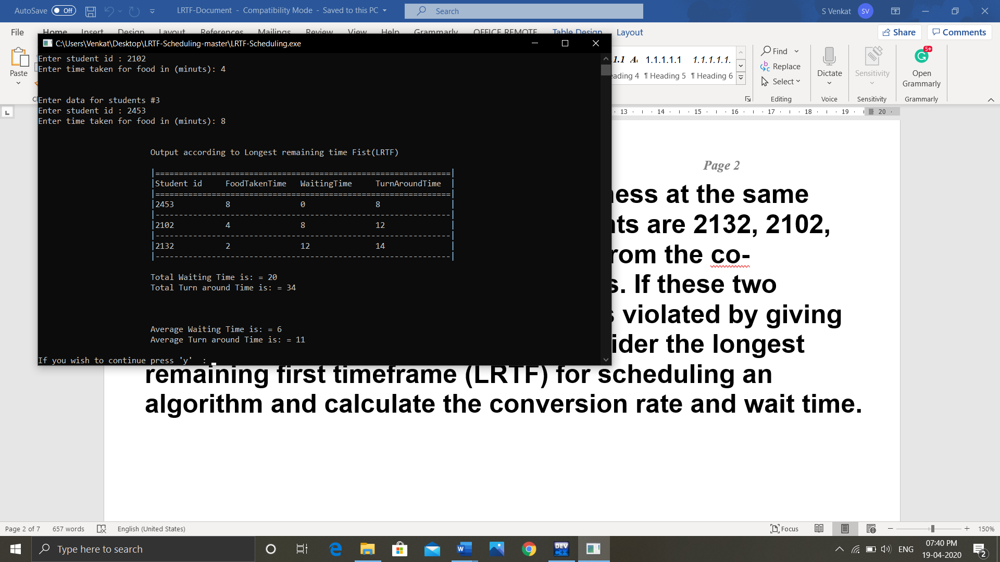 AutoSave Off LRTF-Document - Compatibility Mode - Saved to this PC Search S Venkat SV
File Home Insert Design Layout References Mailings Review View Help Grammarly OFFICE REMOTE Table Design Layout Share Comments
C:\Users\Venkat\Desktop\LRTF-Scheduling-master\LRTF-Scheduling.exe
Paste
1.1.1.1.1 1.1.1.1.1.
eading 4 ¶ Heading 5 ¶ Heading 6
Find
Replace
Select
Editing
Dictate
Voice
Sensitivity
Sensitivity
5+
Open
Grammarly
Grammarly
13 14 15 16 17 18 19 20
Enter student id : 2102
Enter time taken for food in (minuts): 4
Enter data for students #3
Enter student id : 2453
Enter time taken for food in (minuts): 8
Output according to Longest remaining time Fist(LRTF)
|===============================================================|
|Student id FoodTakenTime WaitingTime TurnAroundTime |
|===============================================================|
|2453 8 0 8 |
|---------------------------------------------------------------|
|2102 4 8 12 |
|---------------------------------------------------------------|
|2132 2 12 14 |
|---------------------------------------------------------------|
Total Waiting Time is: = 20
Total Turn around Time is: = 34
Average Waiting Time is: = 6
Average Turn around Time is: = 11
If you wish to continue press 'y' :
Page 2
ness at the same
nts are 2132, 2102,
rom the co-
s. If these two
violated by giving
ider the longest
remaining first timeframe (LRTF) for scheduling an
algorithm and calculate the conversion rate and wait time.
Page 2 of 7 657 words English (United States) Focus 150%
Type here to search DEV C++ ENG 07:40 PM
19-04-2020 2